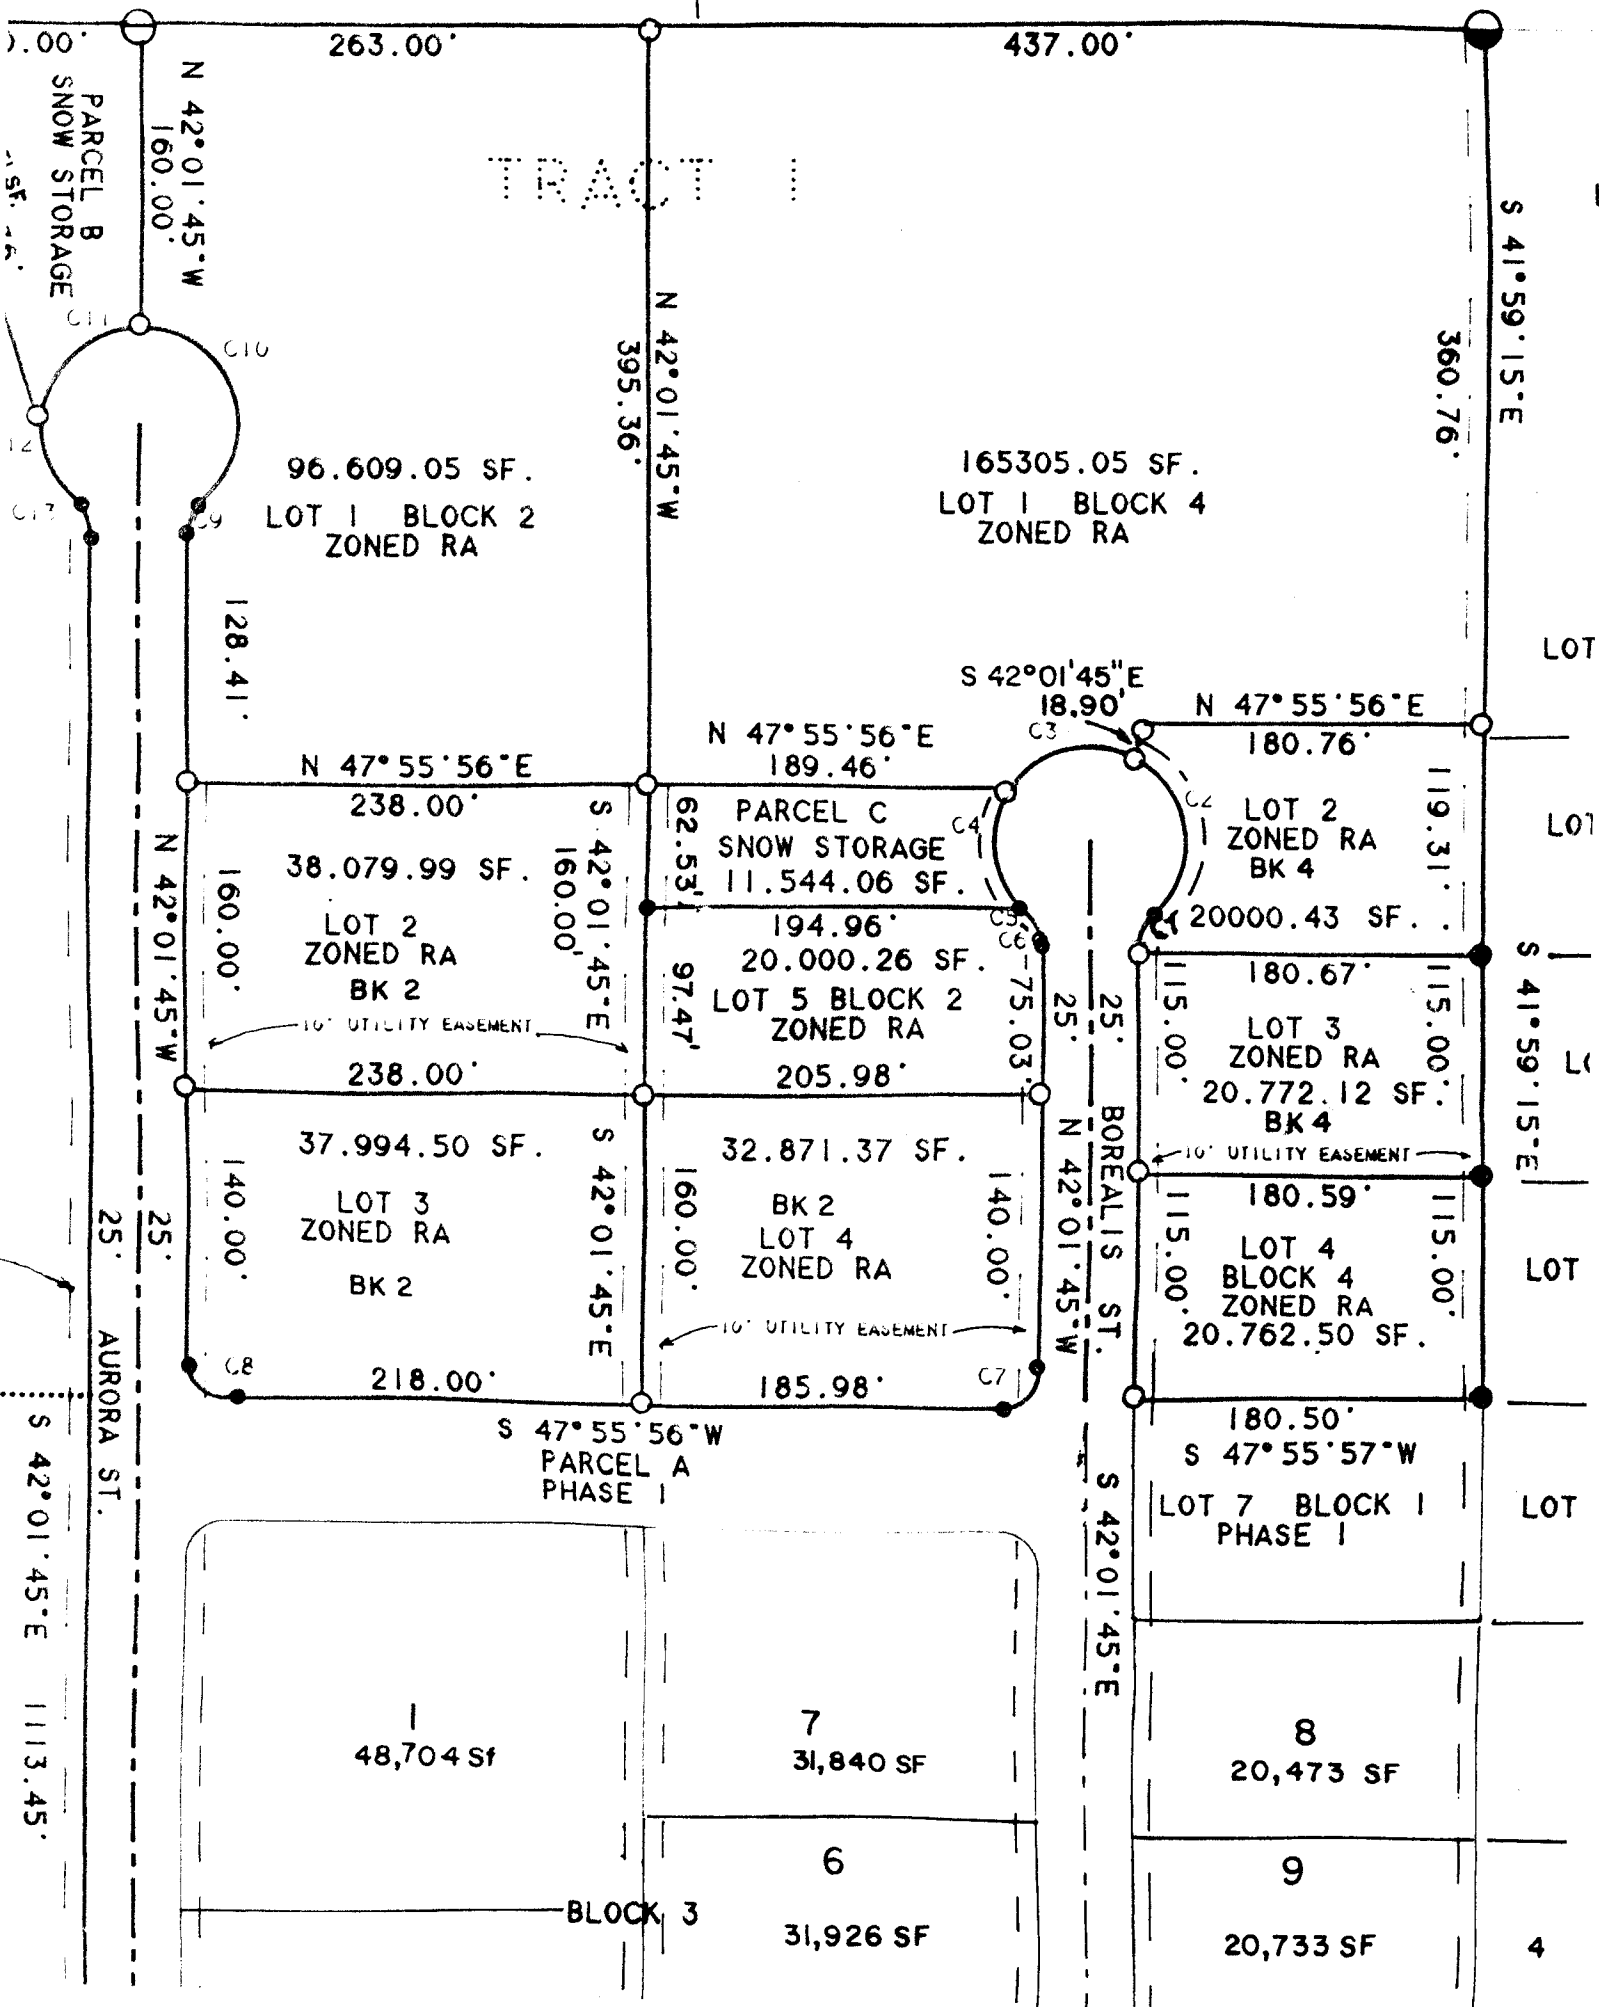 ).00'
263.00'
437.00'
PARCEL B
SNOW STORAGE
N 42°01'45"W
160.00'
TRACT 1
N 42°01'45"W
395.36'
S 41°59'15"E
360.76'
C11
C10
C13
C9
96.609.05 SF.
LOT 1 BLOCK 2
ZONED RA
165305.05 SF.
LOT 1 BLOCK 4
ZONED RA
128.41'
LOT
S 42°01'45"E
18.90'
C3
N 47°55'56"E
180.76'
N 47°55'56"E
189.46'
N 47°55'56"E
238.00'
PARCEL C
SNOW STORAGE
11.544.06 SF.
62.53'
C4
C2
LOT 2
ZONED RA
BK 4
20000.43 SF.
119.31'
LOT
38.079.99 SF.
LOT 2
ZONED RA
BK 2
N 42°01'45"W
160.00'
S 42°01'45"E
160.00'
10' UTILITY EASEMENT
238.00'
C5
C6
194.96'
20.000.26 SF.
LOT 5 BLOCK 2
ZONED RA
97.47'
75.03'
205.98'
25'
25'
180.67'
115.00'
115.00'
LOT 3
ZONED RA
20.772.12 SF.
BK 4
10' UTILITY EASEMENT
S 41°59'15"E
37.994.50 SF.
LOT 3
ZONED RA
BK 2
140.00'
S 42°01'45"E
32.871.37 SF.
BK 2
LOT 4
ZONED RA
160.00'
140.00'
10' UTILITY EASEMENT
N 42°01'45"W
BOREALIS ST.
180.59'
115.00'
115.00'
LOT 4
BLOCK 4
ZONED RA
20.762.50 SF.
LOT
25'
25'
AURORA ST.
C8
218.00'
C7
185.98'
S 47°55'56"W
PARCEL A
PHASE 1
180.50'
S 47°55'57"W
LOT 7 BLOCK 1
PHASE 1
LOT
S 42°01'45"E 1113.45'
S 42°01'45"E
1
48,704 Sf
7
31,840 SF
8
20,473 SF
6
31,926 SF
BLOCK 3
9
20,733 SF
4